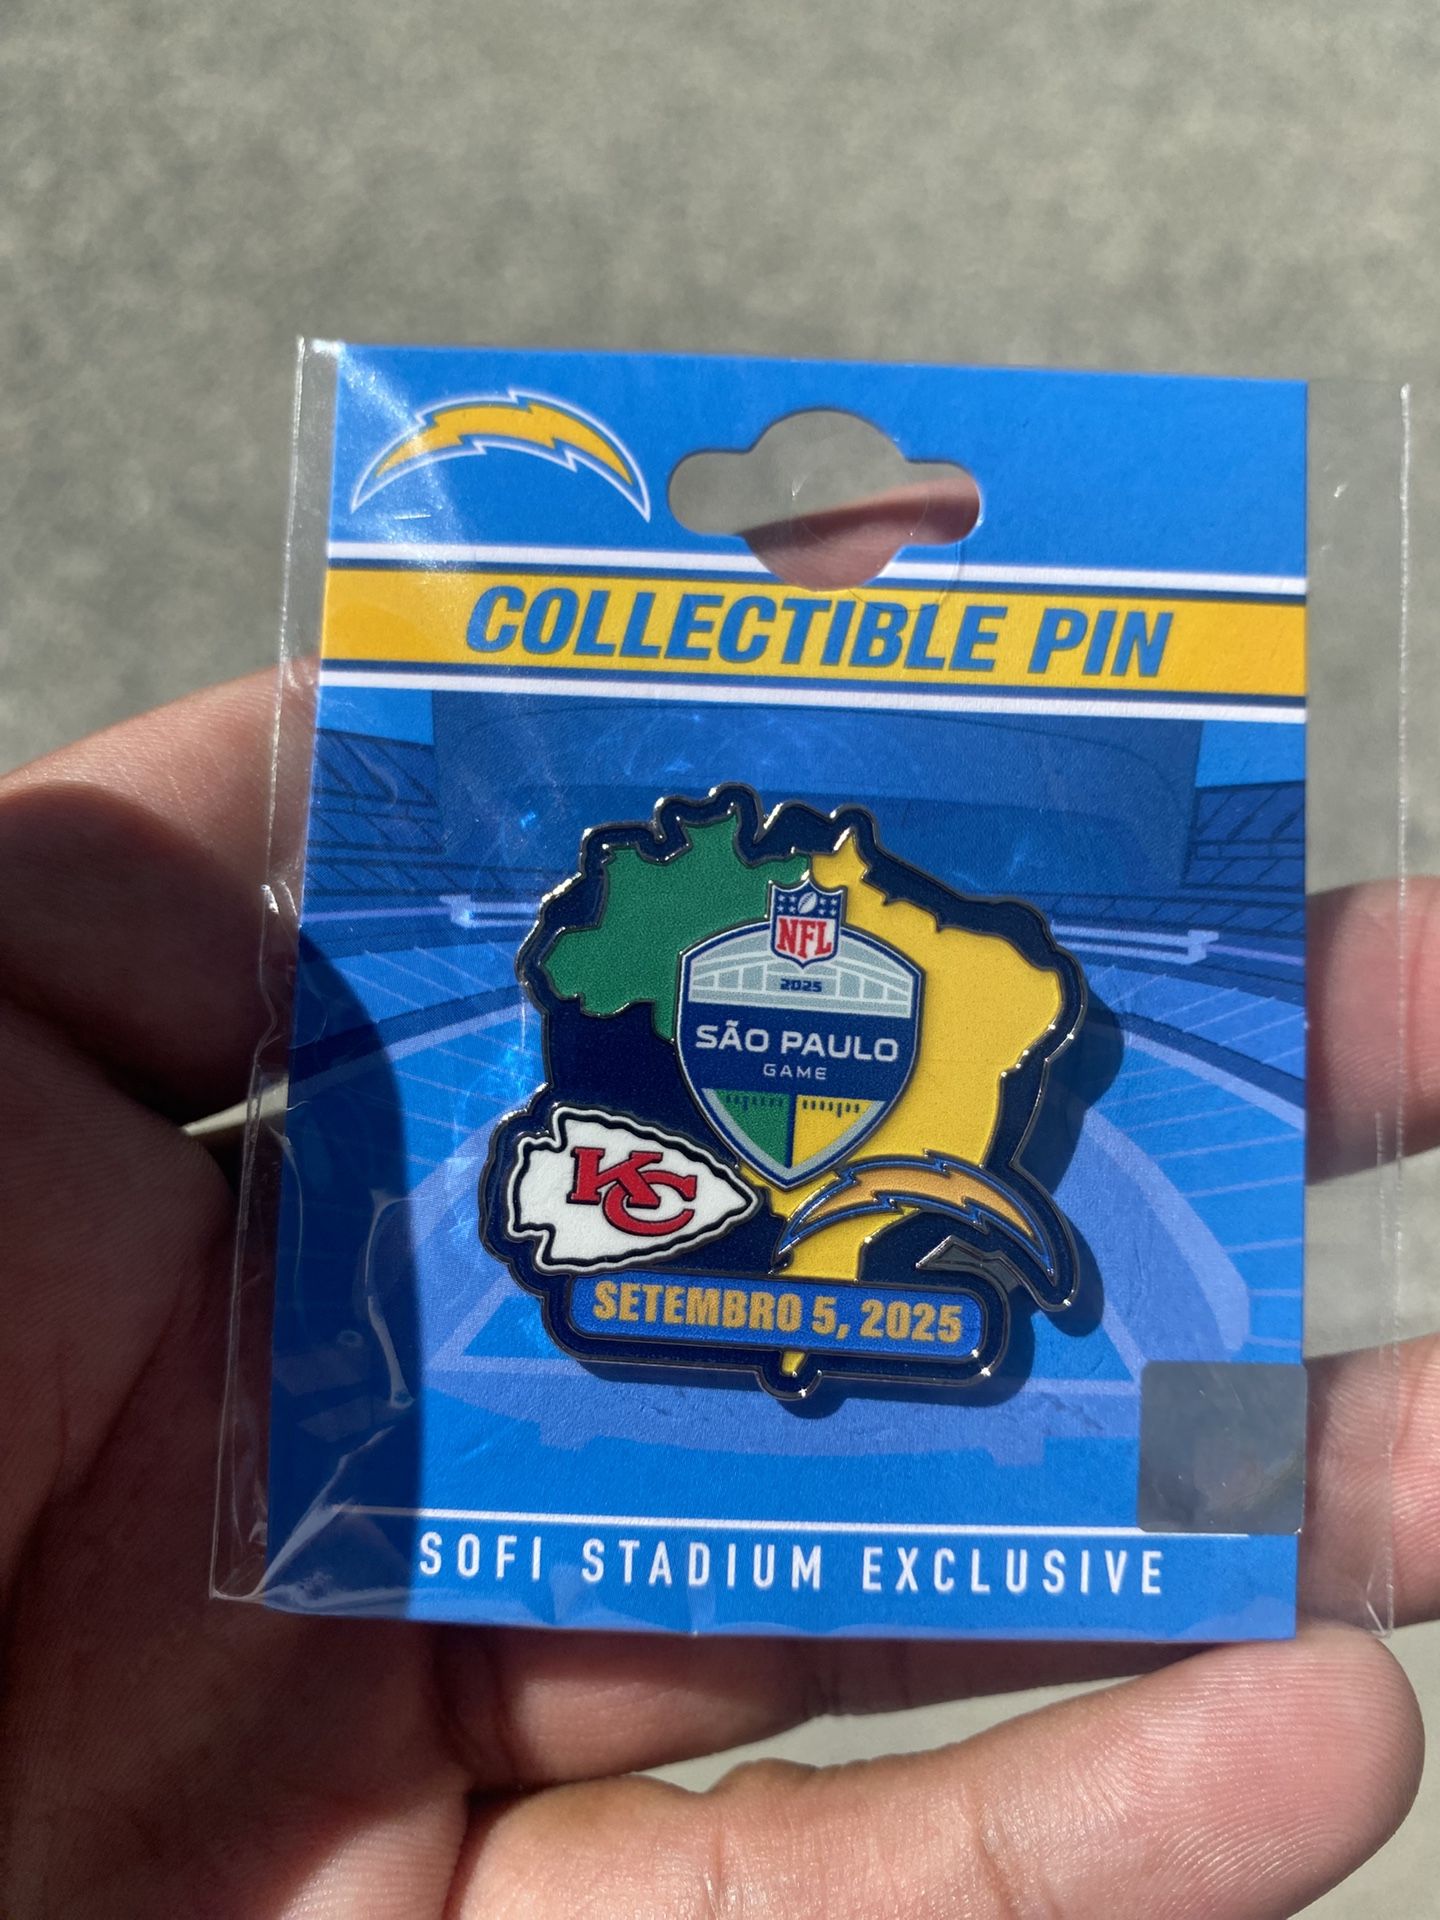 COLLECTIBLE PIN
NFL
2025
SÃO PAULO
GAME
KC
SETEMBRO 5, 2025
SOFI STADIUM EXCLUSIVE